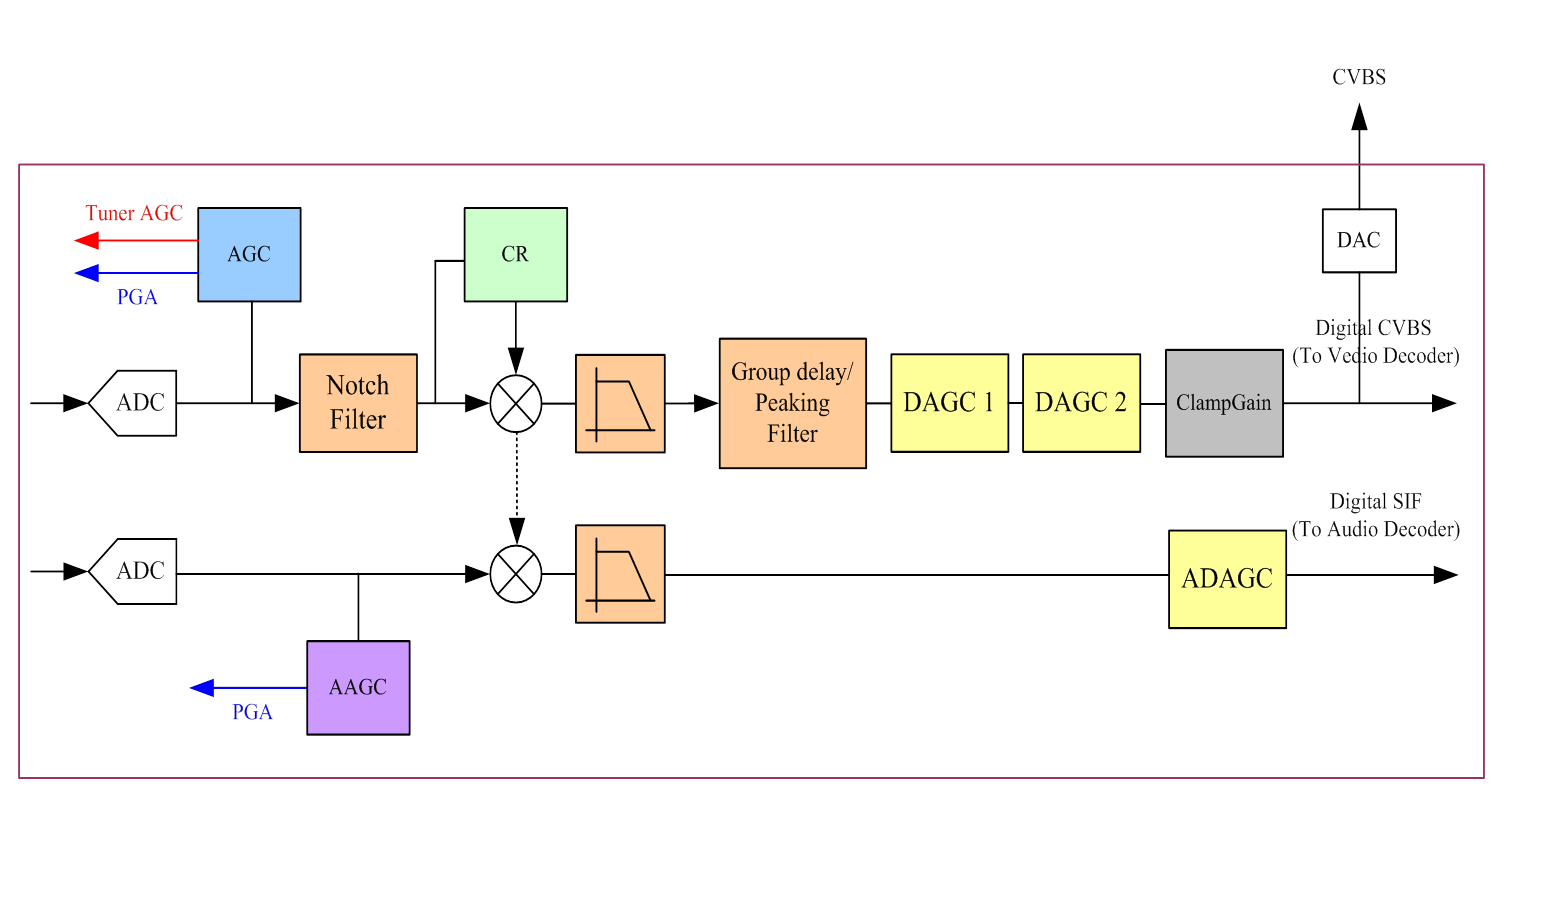 CVBS
Tuner AGC
AGC
PGA
CR
DAC
Digital CVBS
(To Vedio Decoder)
ADC
Notch
Filter
Group delay/
Peaking
Filter
DAGC 1
DAGC 2
ClampGain
Digital SIF
(To Audio Decoder)
ADC
ADAGC
AAGC
PGA